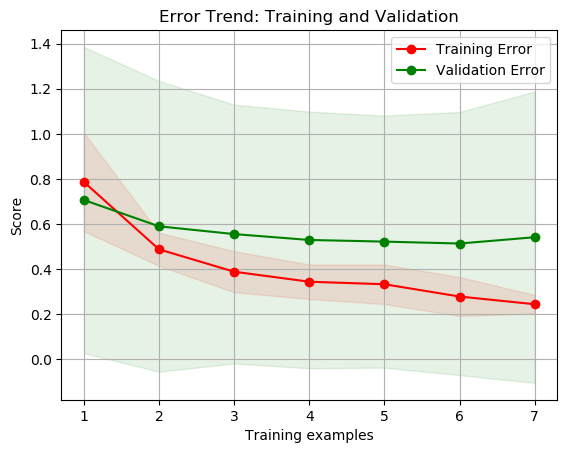 Error Trend: Training and Validation
Training Error
Validation Error
Score
1.4
1.2
1.0
0.8
0.6
0.4
0.2
0.0
1 2 3 4 5 6 7
Training examples